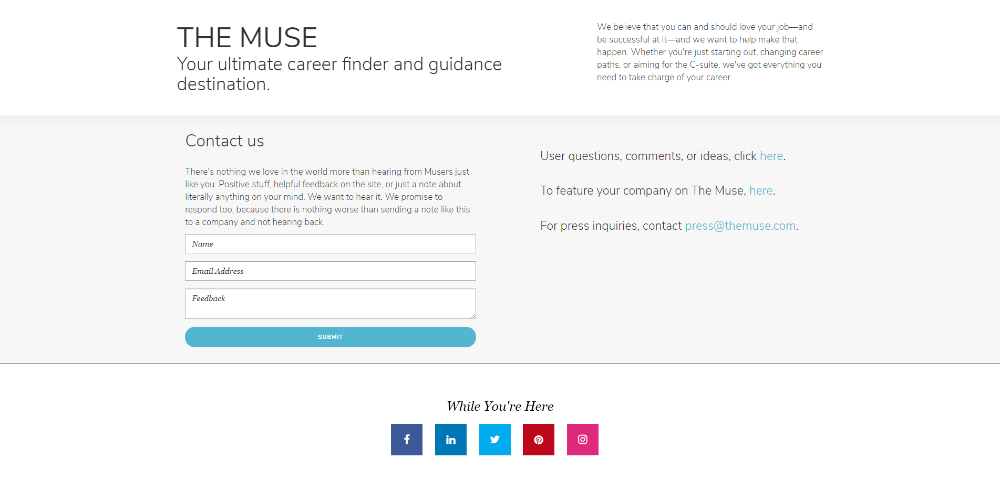 THE MUSE
Your ultimate career finder and guidance
destination.
We believe that you can and should love your job—and
be successful at it—and we want to help make that
happen. Whether you're just starting out, changing career
paths, or aiming for the C-suite, we've got everything you
need to take charge of your career.
Contact us
There's nothing we love in the world more than hearing from Musers just
like you. Positive stuff, helpful feedback on the site, or just a note about
literally anything on your mind. We want to hear it. We promise to
respond too, because there is nothing worse than sending a note like this
to a company and not hearing back.
Name
Email Address
Feedback
SUBMIT
User questions, comments, or ideas, click here.
To feature your company on The Muse, here.
For press inquiries, contact press@themuse.com.
While You're Here